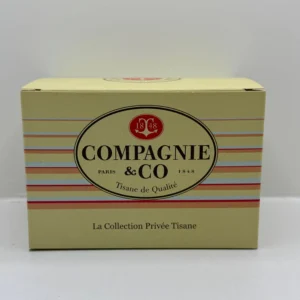 COMPAGNIE
PARIS & CO 1848
Tisane de Qualité
La Collection Privée Tisane